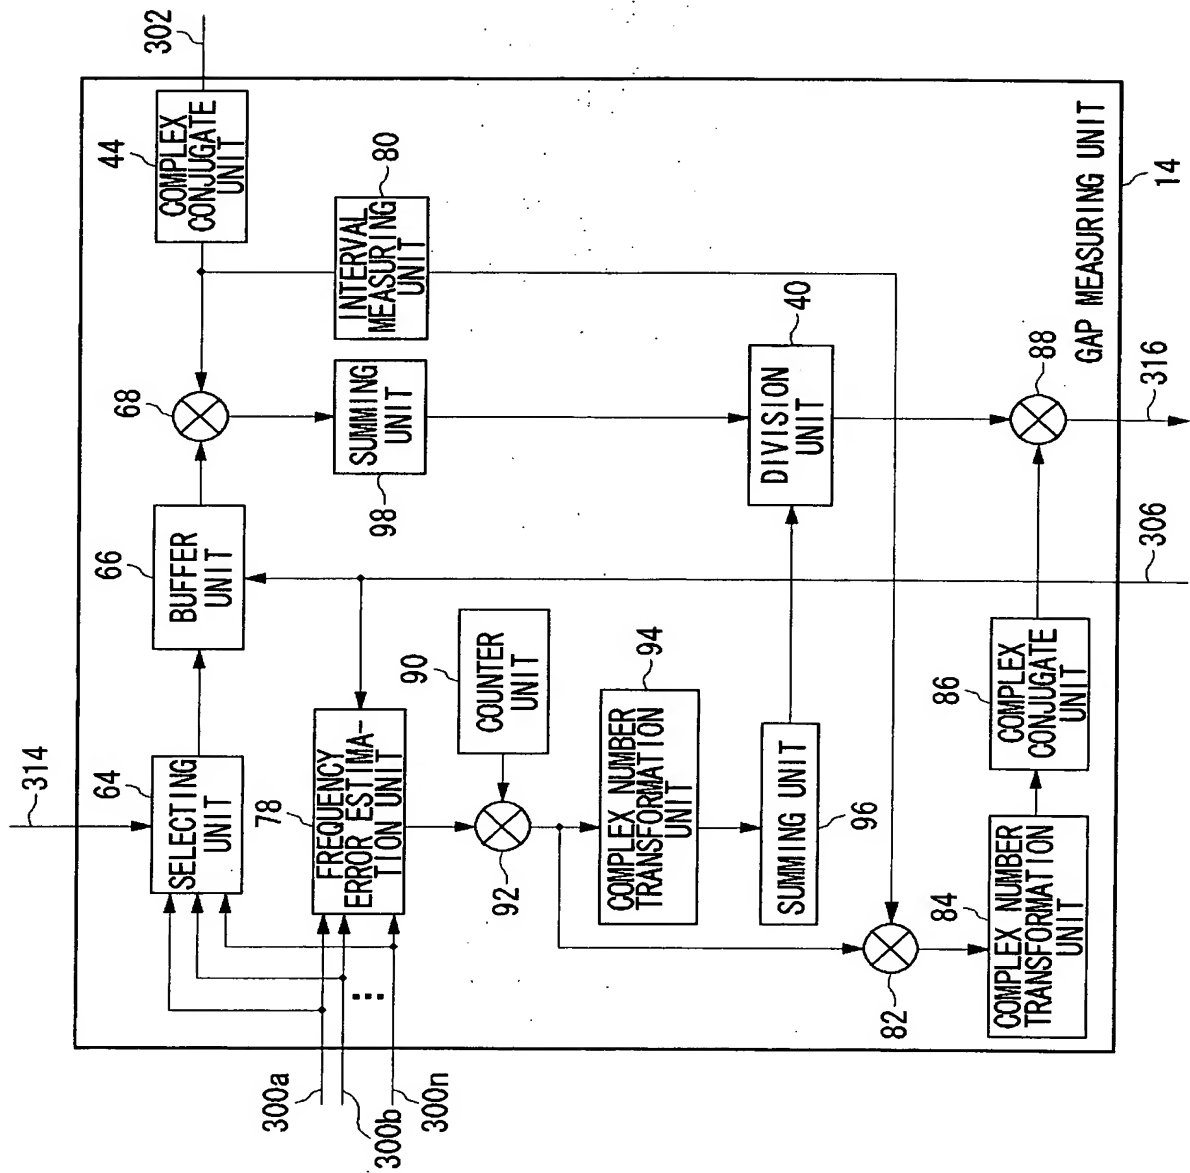 300a
300b
300n
314
64
SELECTING
UNIT
66
BUFFER
UNIT
68
44
COMPLEX
CONJUGATE
UNIT
302
78
FREQUENCY
ERROR ESTIMA-
TION UNIT
98
SUMMING
UNIT
80
INTERVAL
MEASURING
UNIT
90
COUNTER
UNIT
92
94
COMPLEX NUMBER
TRANSFORMATION
UNIT
96
SUMMING UNIT
40
DIVISION
UNIT
82
84
COMPLEX NUMBER
TRANSFORMATION
UNIT
86
COMPLEX
CONJUGATE
UNIT
88
GAP MEASURING UNIT
14
306
316